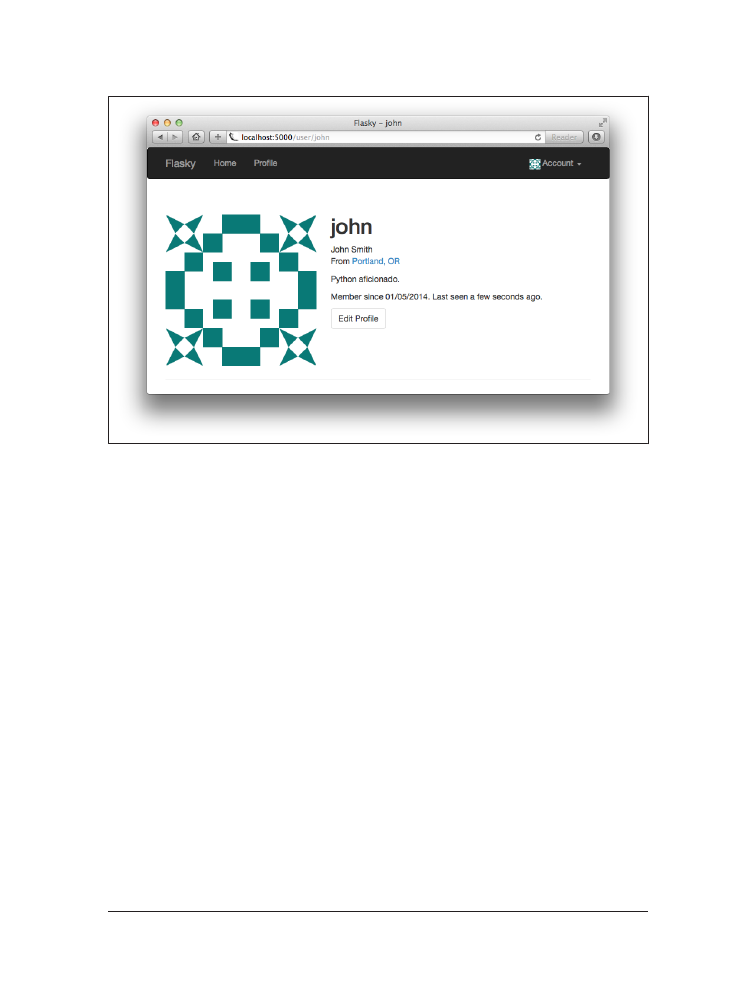 Flasky – john
localhost:5000/user/john
Reader
Flasky Home Profile Account
john
John Smith
From Portland, OR
Python aficionado.
Member since 01/05/2014. Last seen a few seconds ago.
Edit Profile